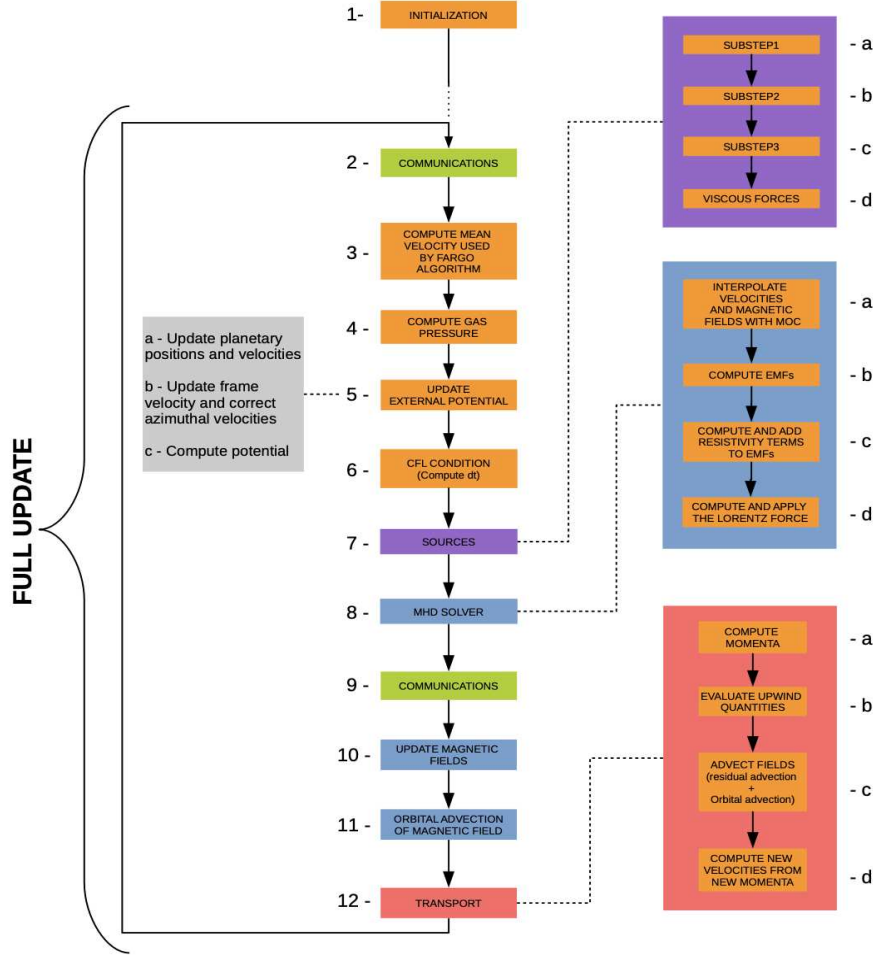 FULL UPDATE
1-
INITIALIZATION
2 -
COMMUNICATIONS
3 -
COMPUTE MEAN
VELOCITY USED
BY FARGO
ALGORITHM
4 -
COMPUTE GAS
PRESSURE
a - Update planetary
positions and velocities
b - Update frame
velocity and correct
azimuthal velocities
c - Compute potential
5 -
UPDATE
EXTERNAL POTENTIAL
6 -
CFL CONDITION
(Compute dt)
7 -
SOURCES
8 -
MHD SOLVER
9 -
COMMUNICATIONS
10 -
UPDATE MAGNETIC
FIELDS
11 -
ORBITAL ADVECTION
OF MAGNETIC FIELD
12 -
TRANSPORT
SUBSTEP1
- a
SUBSTEP2
- b
SUBSTEP3
- c
VISCOUS FORCES
- d
INTERPOLATE
VELOCITIES
AND MAGNETIC
FIELDS WITH MOC
- a
COMPUTE EMFs
- b
COMPUTE AND ADD
RESISTIVITY TERMS
TO EMFs
- c
COMPUTE AND APPLY
THE LORENTZ FORCE
- d
COMPUTE
MOMENTA
- a
EVALUATE UPWIND
QUANTITIES
- b
ADVECT FIELDS
(residual advection
+
Orbital advection)
- c
COMPUTE NEW
VELOCITIES FROM
NEW MOMENTA
- d